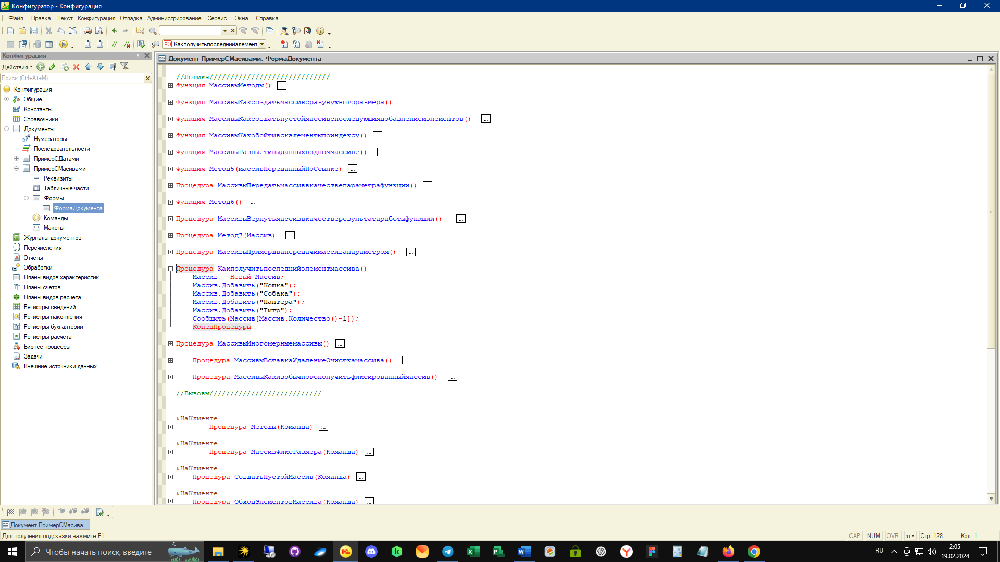 Конфигуратор - Конфигурация
Файл Правка Текст Конфигурация Отладка Администрирование Сервис Окна Справка
Какполучитьпоследнийэлемент
Конфигурация
Действия
Поиск (Ctrl+Alt+M)
Конфигурация
Общие
Константы
Справочники
Документы
Нумераторы
Последовательности
ПримерСДатами
ПримерСМасивами
Реквизиты
Табличные части
Формы
ФормаДокумента
Команды
Макеты
Журналы документов
Перечисления
Отчеты
Обработки
Планы видов характеристик
Планы счетов
Планы видов расчета
Регистры сведений
Регистры накопления
Регистры бухгалтерии
Регистры расчета
Бизнес-процессы
Задачи
Внешние источники данных
Документ ПримерСМасивами: ФормаДокумента
//Логика/////////////////////////////
Функция МассивыМетоды() ...
Функция МассивыКаксоздатьмассивсразунужногоразмера() ...
Функция МассивыКаксоздатьпустоймассивспоследующимдобавлениемэлементов() ...
Функция МассивыКакобойтивскэлементыпоиндексу() ...
Функция МассивыРазныетипыданныхводноммассиве() ...
Функция Метод5(массивПереданныйПоСсылке) ...
Процедура МассивыПередатьмассиввкачествепараметрафункции() ...
Функция Метод6() ...
Процедура МассивыВернутьмассиввкачестверезультатаработыфункции() ...
Процедура Метод7(Массив) ...
Процедура МассивыПримердвапередачимассивапараметром() ...
Процедура Какполучитьпоследнийэлементмассива()
Массив = Новый Массив;
Массив.Добавить("Кошка");
Массив.Добавить("Собака");
Массив.Добавить("Пантера");
Массив.Добавить("Тигр");
Сообщить(Массив[Массив.Количество()-1]);
КонецПроцедуры
Процедура МассивыМногомерныемассивы() ...
Процедура МассивыВставкаУдалениеОчисткамассива() ...
Процедура МассивыКакизобычногополучитьфиксированныймассив() ...
//Вызовы///////////////////////////
&НаКлиенте
Процедура Методы(Команда) ...
&НаКлиенте
Процедура МассивФиксРазмера(Команда) ...
&НаКлиенте
Процедура СоздатьПустойМассив(Команда) ...
&НаКлиенте
Процедура ОбходЭлементовМассива(Команда) ...
Документ ПримерСМасива...
Для получения подсказки нажмите F1
CAP NUM OVR ru Стр: 128 Кол: 1
Чтобы начать поиск, введите
RU
2:05
19.02.2024